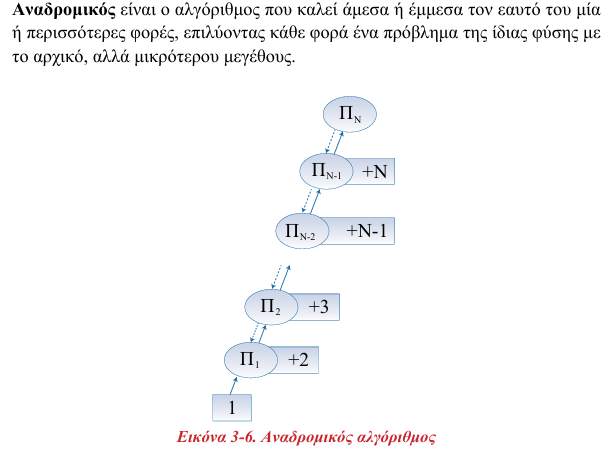 Αναδρομικός είναι ο αλγόριθμος που καλεί άμεσα ή έμμεσα τον εαυτό του μία
ή περισσότερες φορές, επιλύοντας κάθε φορά ένα πρόβλημα της ίδιας φύσης με
το αρχικό, αλλά μικρότερου μεγέθους.
Π_N
Π_N-1 +N
Π_N-2 +N-1
Π_2 +3
Π_1 +2
1
Εικόνα 3-6. Αναδρομικός αλγόριθμος